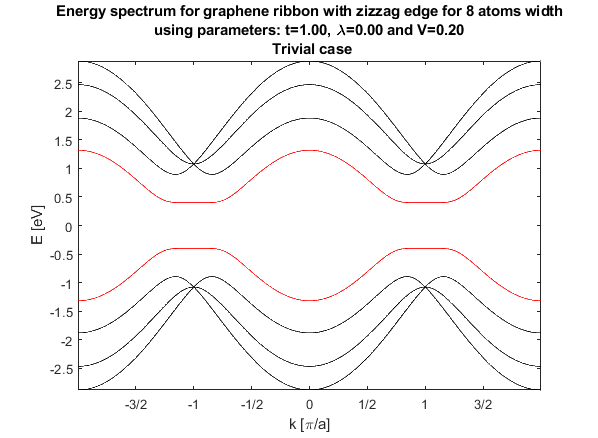 Energy spectrum for graphene ribbon with zizzag edge for 8 atoms width
using parameters: t=1.00, λ=0.00 and V=0.20
Trivial case
E [eV]
2.5
2
1.5
1
0.5
0
-0.5
-1
-1.5
-2
-2.5
-3/2 -1 -1/2 0 1/2 1 3/2
k [π/a]